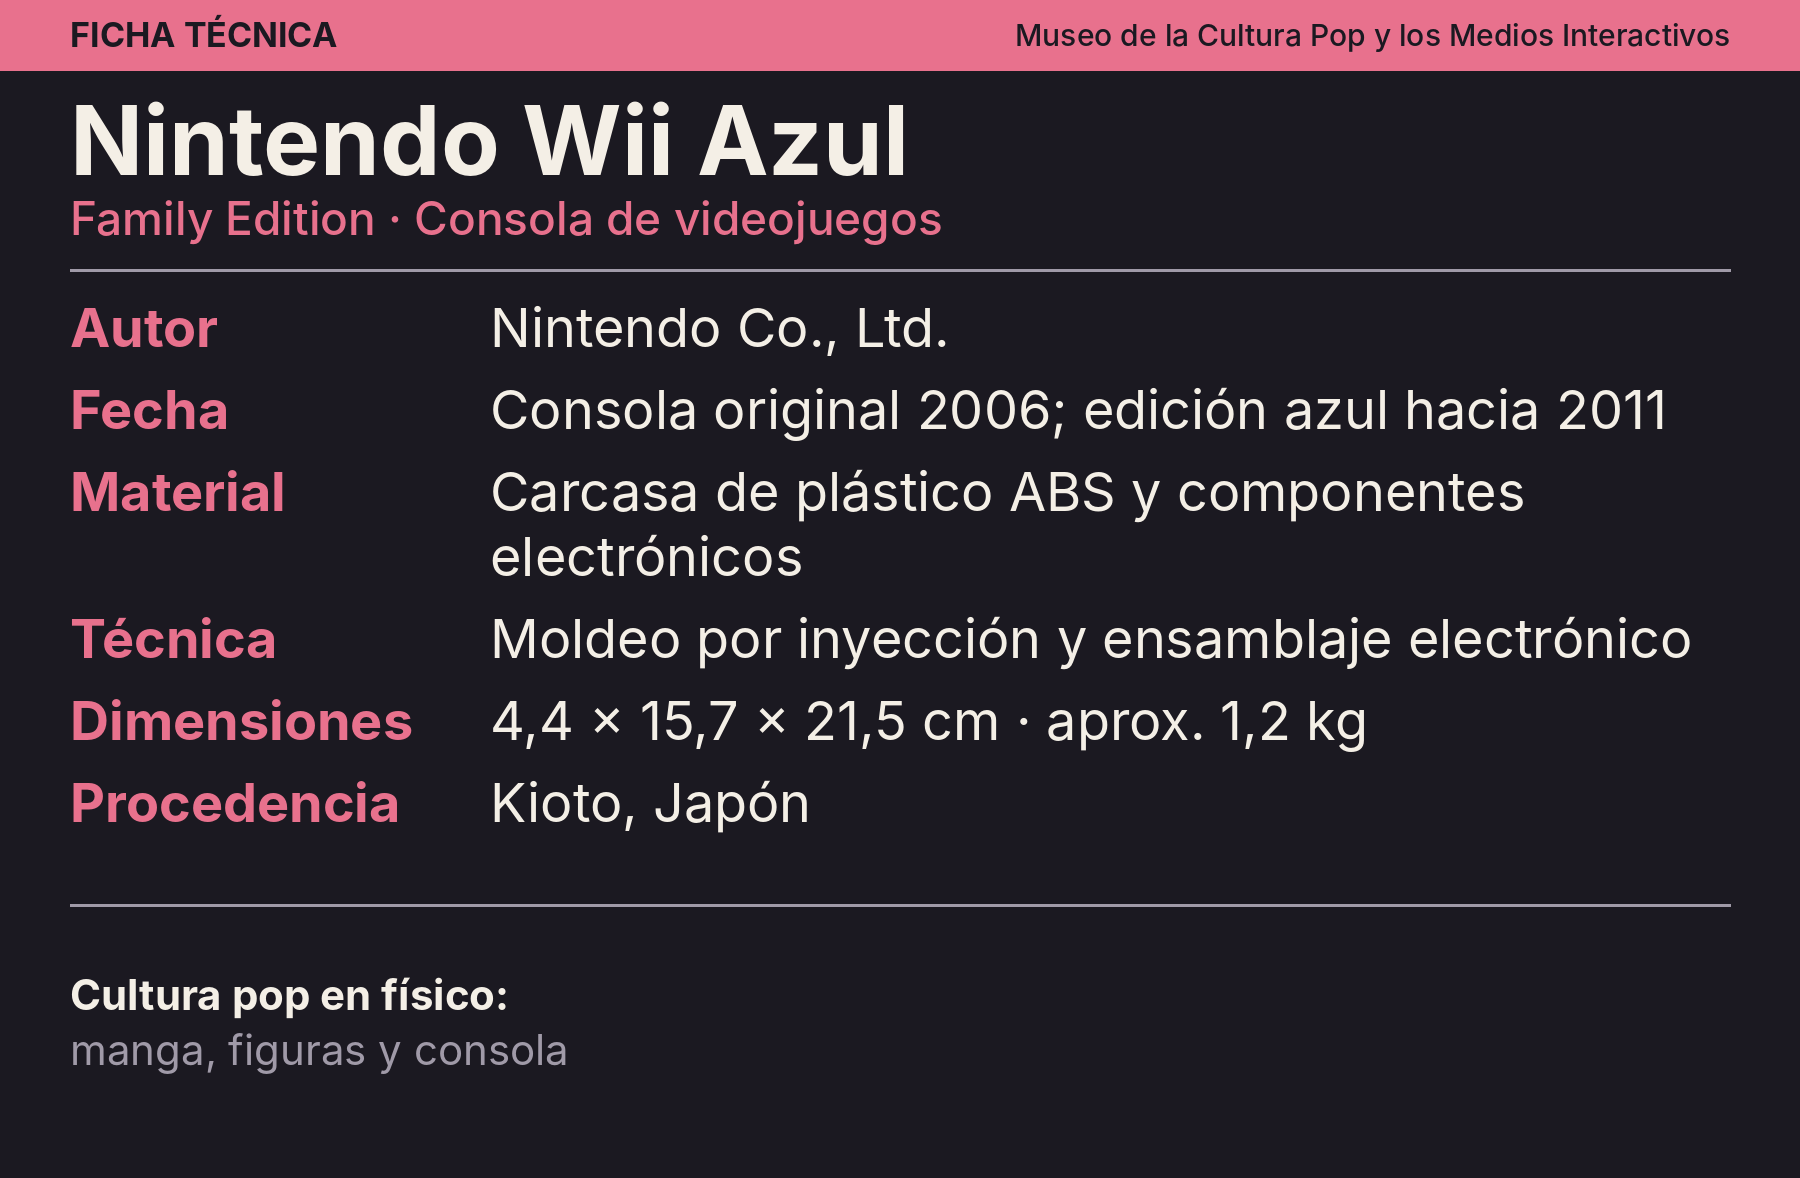 FICHA TÉCNICA
Museo de la Cultura Pop y los Medios Interactivos
Nintendo Wii Azul
Family Edition · Consola de videojuegos
Autor
Nintendo Co., Ltd.
Fecha
Consola original 2006; edición azul hacia 2011
Material
Carcasa de plástico ABS y componentes
electrónicos
Técnica
Moldeo por inyección y ensamblaje electrónico
Dimensiones
4,4 × 15,7 × 21,5 cm · aprox. 1,2 kg
Procedencia
Kioto, Japón
Cultura pop en físico:
manga, figuras y consola